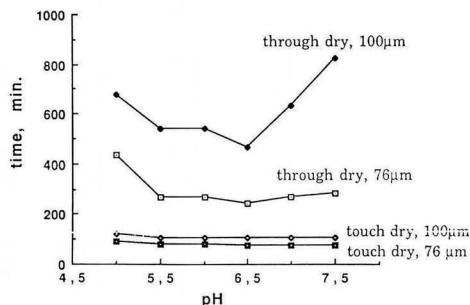 1000
800
600
400
200
0
time, min.
through dry, 100µm
through dry, 76µm
touch dry, 100µm
touch dry, 76 µm
4,5 5,5 6,5 7,5
pH